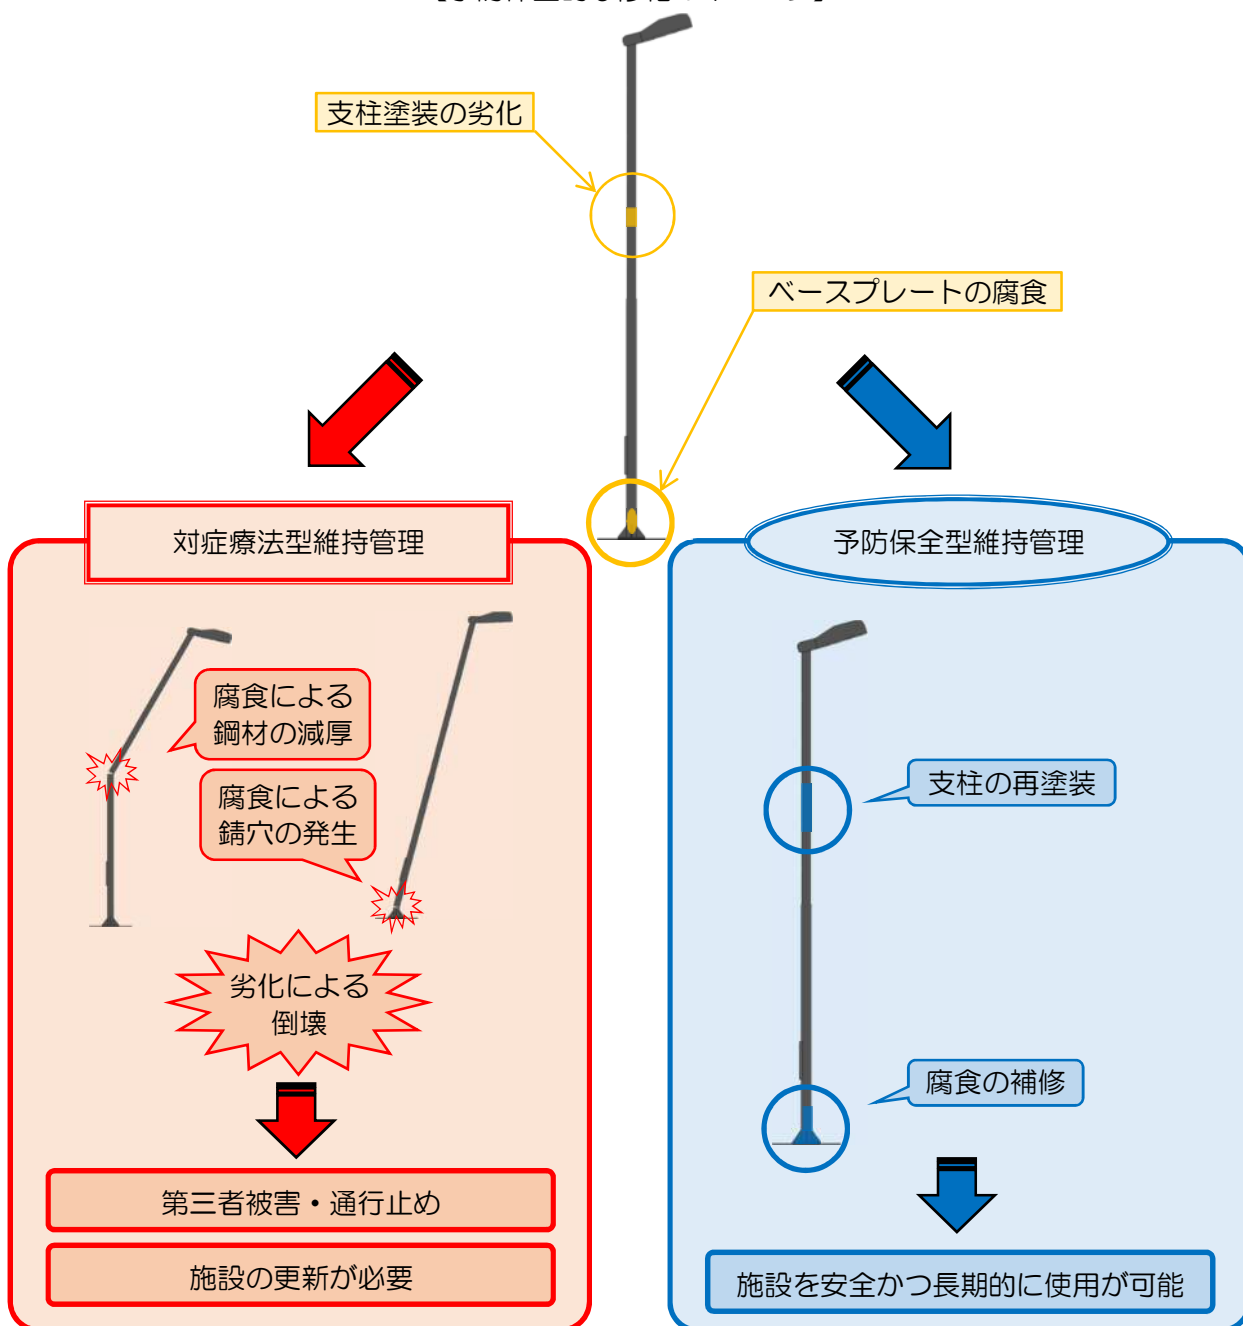 支柱塗装の劣化
ベースプレートの腐食
対症療法型維持管理
腐食による
鋼材の減厚
腐食による
錆穴の発生
劣化による
倒壊
第三者被害・通行止め
施設の更新が必要
予防保全型維持管理
支柱の再塗装
腐食の補修
施設を安全かつ長期的に使用が可能